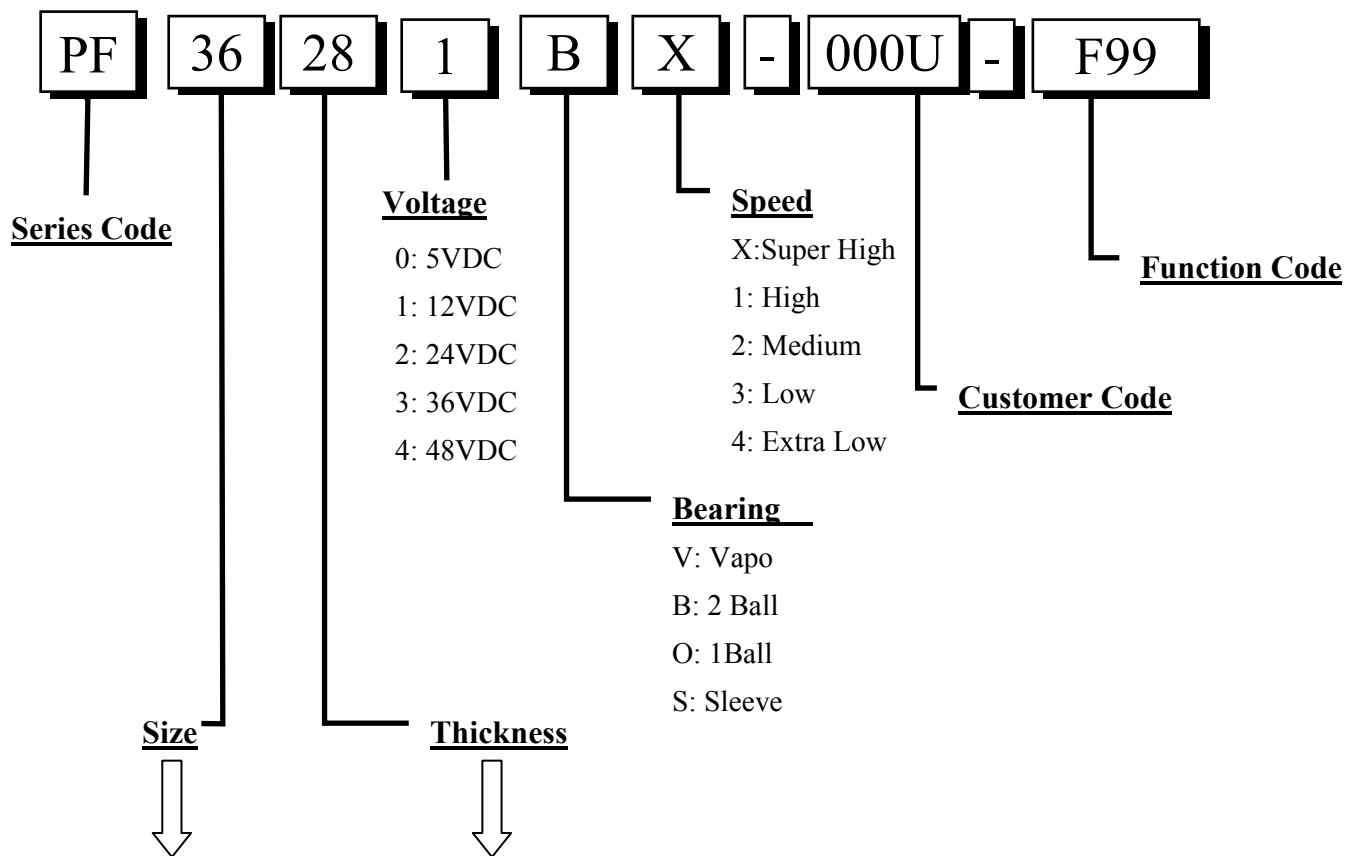 PF 36 28 1 B X - 000U - F99
Series Code
Voltage
0: 5VDC
1: 12VDC
2: 24VDC
3: 36VDC
4: 48VDC
Speed
X:Super High
1: High
2: Medium
3: Low
4: Extra Low
Function Code
Customer Code
Bearing
V: Vapo
B: 2 Ball
O: 1Ball
S: Sleeve
Size
Thickness